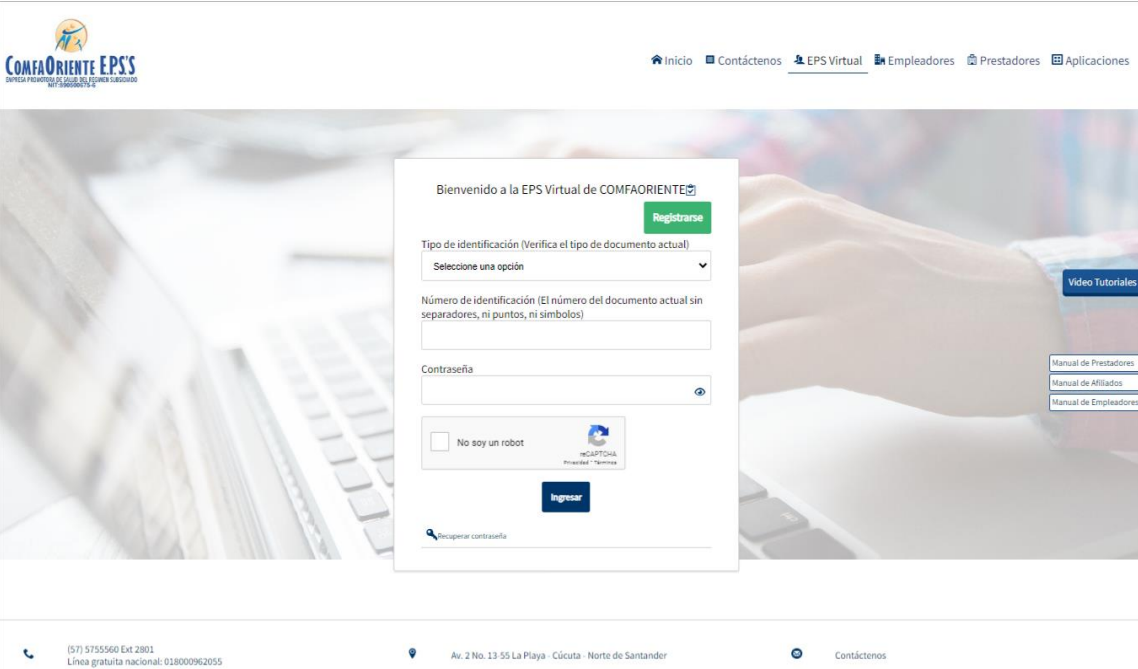 COMFAORIENTE E.P.S'S
EMPRESA PROMOTORA DE SALUD DEL REGIMEN SUBSIDIADO
Inicio Contáctenos EPS Virtual Empleadores Prestadores Aplicaciones
Bienvenido a la EPS Virtual de COMFAORIENTE
Registrarse
Tipo de identificación (Verifica el tipo de documento actual)
Seleccione una opción
Número de identificación (El número del documento actual sin
separadores, ni puntos, ni simbolos)
Contraseña
No soy un robot
reCAPTCHA
Privacidad - Términos
Ingresar
Recuperar contraseña
Video Tutoriales
Manual de Prestadores
Manual de Afiliados
Manual de Empleadores
(57) 5755560 Ext 2801
Línea gratuita nacional: 018000962055
Av. 2 No. 13-55 La Playa - Cúcuta - Norte de Santander
Contáctenos